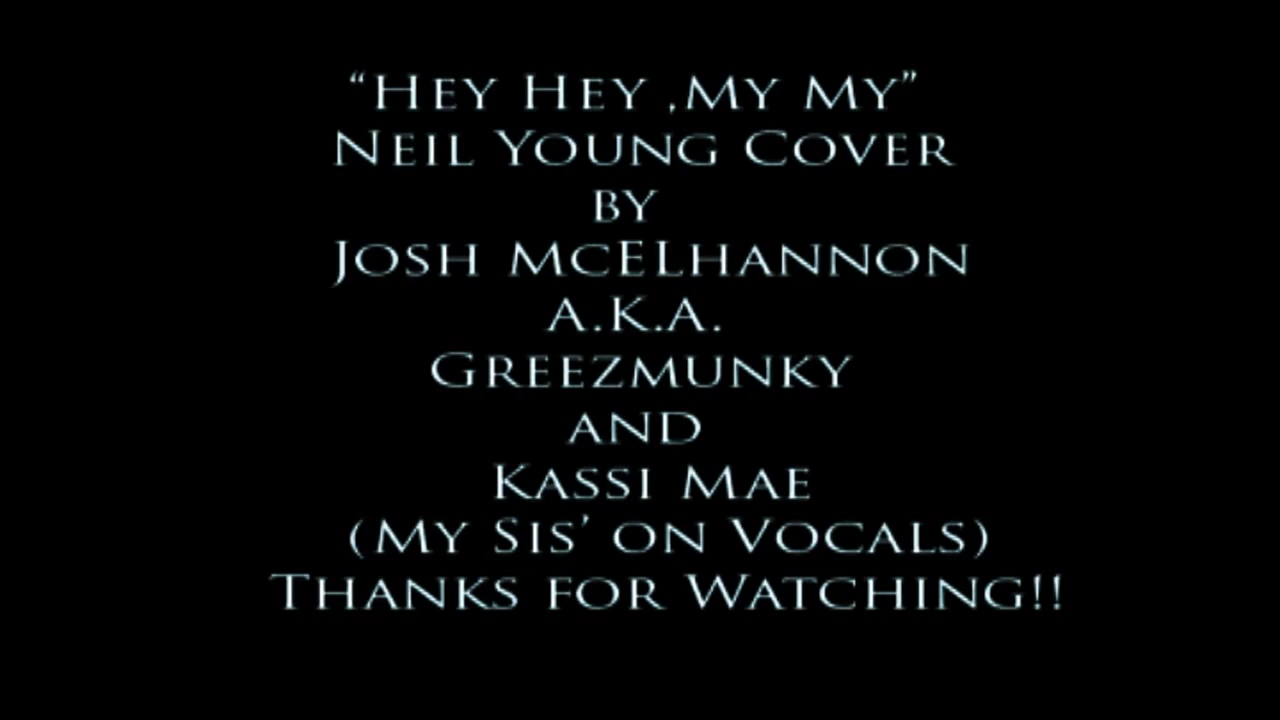 “Hey Hey ,My My”
Neil Young Cover
by
Josh McElhannon
A.K.A.
Greezmunky
and
Kassi Mae
(My Sis’ on Vocals)
Thanks for Watching!!